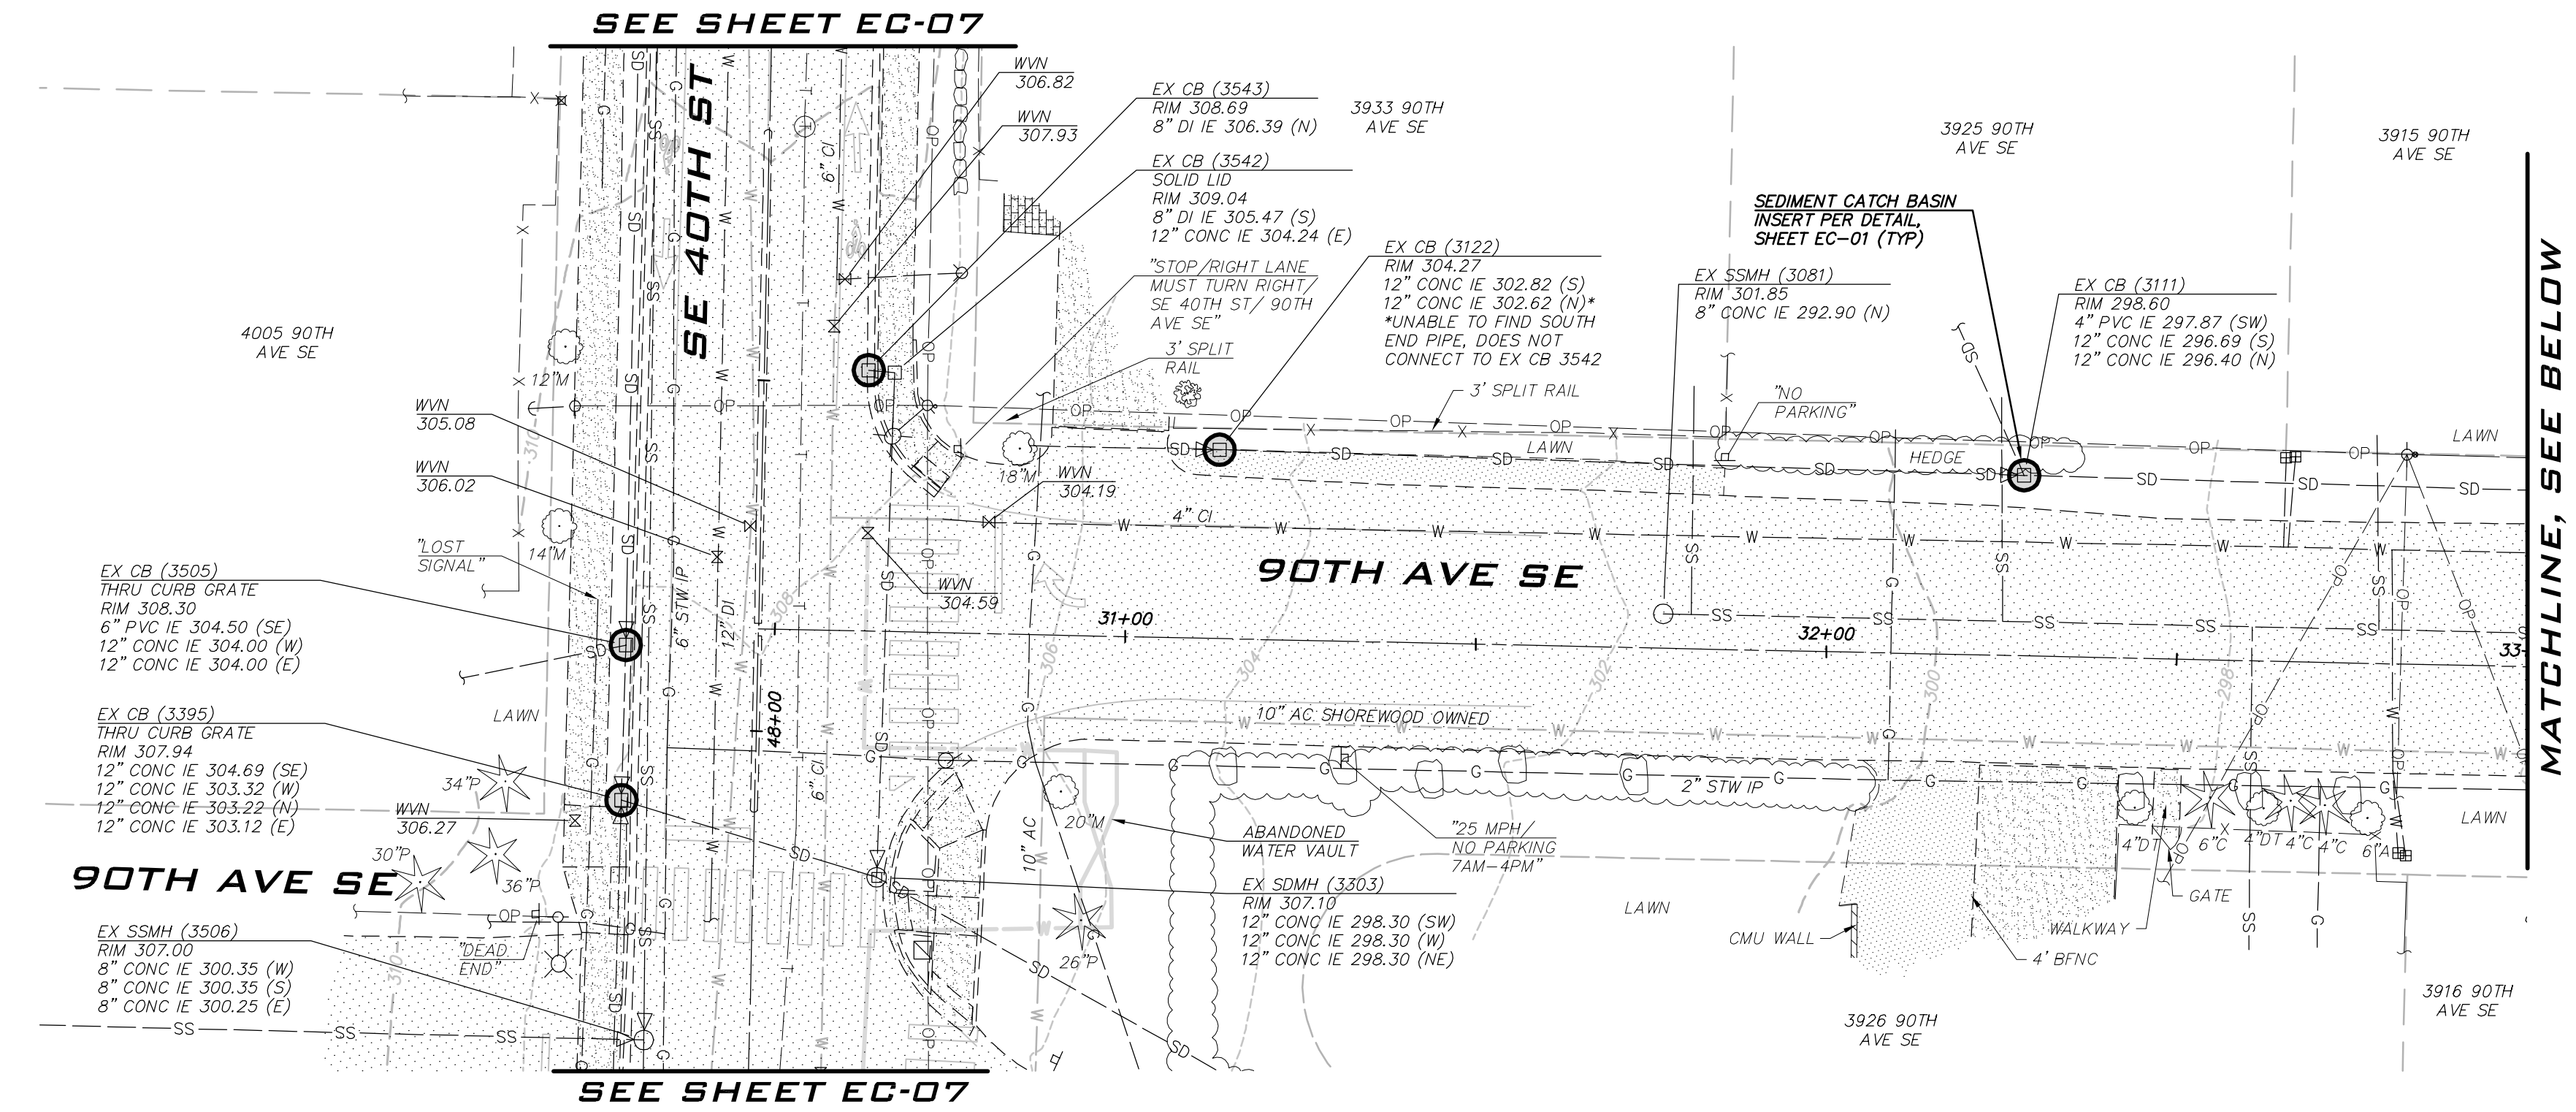 SEE SHEET EC-07
SE 40TH ST
WVN
306.82
WVN
307.93
EX CB (3543)
RIM 308.69
8" DI IE 306.39 (N)
3933 90TH
AVE SE
EX CB (3542)
SOLID LID
RIM 309.04
8" DI IE 305.47 (S)
12" CONC IE 304.24 (E)
"STOP/RIGHT LANE
MUST TURN RIGHT/
SE 40TH ST/ 90TH
AVE SE"
3' SPLIT
RAIL
EX CB (3122)
RIM 304.27
12" CONC IE 302.82 (S)
12" CONC IE 302.62 (N)*
*UNABLE TO FIND SOUTH
END PIPE, DOES NOT
CONNECT TO EX CB 3542
3' SPLIT RAIL
3925 90TH
AVE SE
3915 90TH
AVE SE
SEDIMENT CATCH BASIN
INSERT PER DETAIL,
SHEET EC-01 (TYP)
EX SSMH (3081)
RIM 301.85
8" CONC IE 292.90 (N)
EX CB (3111)
RIM 298.60
4" PVC IE 297.87 (SW)
12" CONC IE 296.69 (S)
12" CONC IE 296.40 (N)
"NO
PARKING"
HEDGE
LAWN
LAWN
4005 90TH
AVE SE
12"M
14"M
18"M
310
WVN
305.08
WVN
306.02
"LOST
SIGNAL"
WVN
304.19
WVN
304.59
4" CI
6" CI
6" STW IP
12" DI
6" CI
308
306
304
302
300
298
90TH AVE SE
31+00
32+00
33+
48+00
MATCHLINE, SEE BELOW
EX CB (3505)
THRU CURB GRATE
RIM 308.30
6" PVC IE 304.50 (SE)
12" CONC IE 304.00 (W)
12" CONC IE 304.00 (E)
EX CB (3395)
THRU CURB GRATE
RIM 307.94
12" CONC IE 304.69 (SE)
12" CONC IE 303.32 (W)
12" CONC IE 303.22 (N)
12" CONC IE 303.12 (E)
LAWN
34"P
WVN
306.27
30"P
36"P
90TH AVE SE
EX SSMH (3506)
RIM 307.00
8" CONC IE 300.35 (W)
8" CONC IE 300.35 (S)
8" CONC IE 300.25 (E)
"DEAD
END"
310
10" AC SHOREWOOD OWNED
10" AC
20"M
26"P
ABANDONED
WATER VAULT
EX SDMH (3303)
RIM 307.10
12" CONC IE 298.30 (SW)
12" CONC IE 298.30 (W)
12" CONC IE 298.30 (NE)
"25 MPH/
NO PARKING
7AM-4PM"
2" STW IP
LAWN
CMU WALL
4' BFNC
WALKWAY
GATE
4"DT
6"C
4"DT
4"C
4"C
6"A
LAWN
3926 90TH
AVE SE
3916 90TH
AVE SE
SEE SHEET EC-07